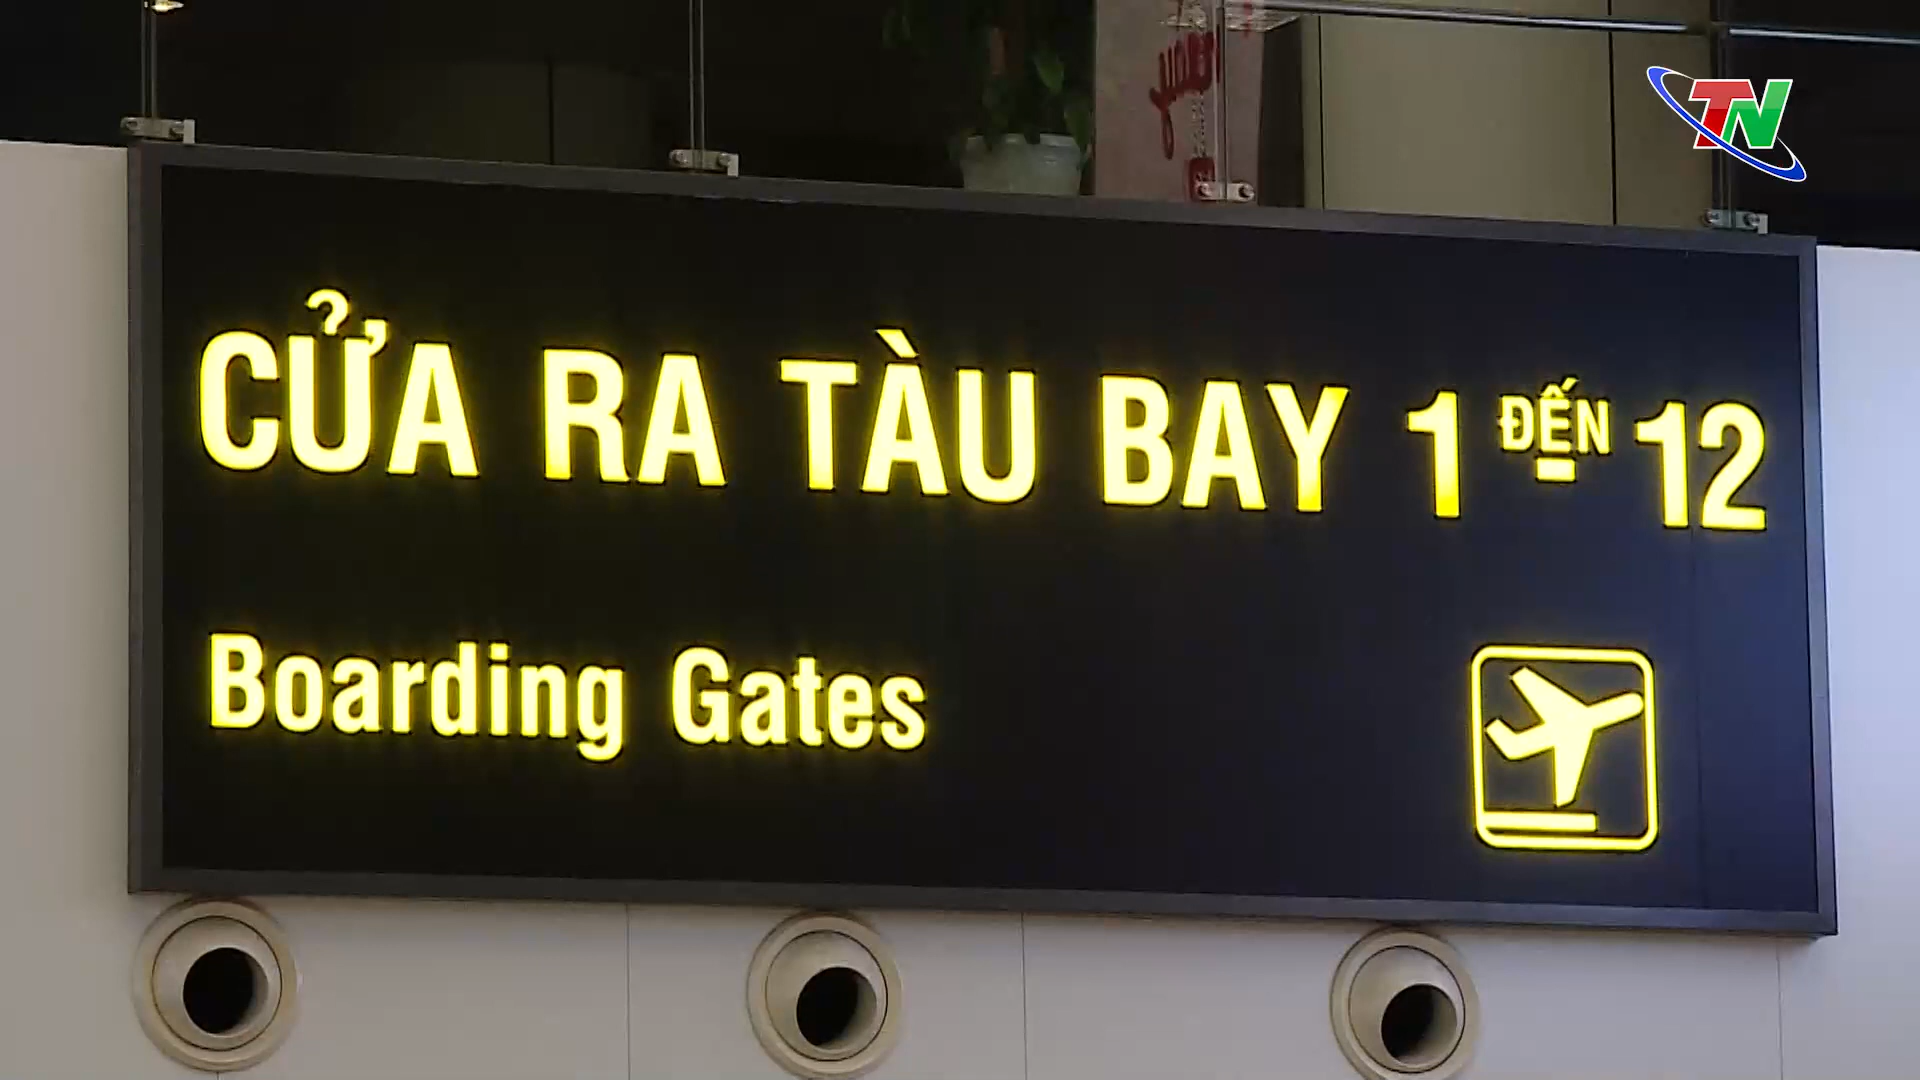 TN
CỬA RA TÀU BAY 1 ĐẾN 12
Boarding Gates